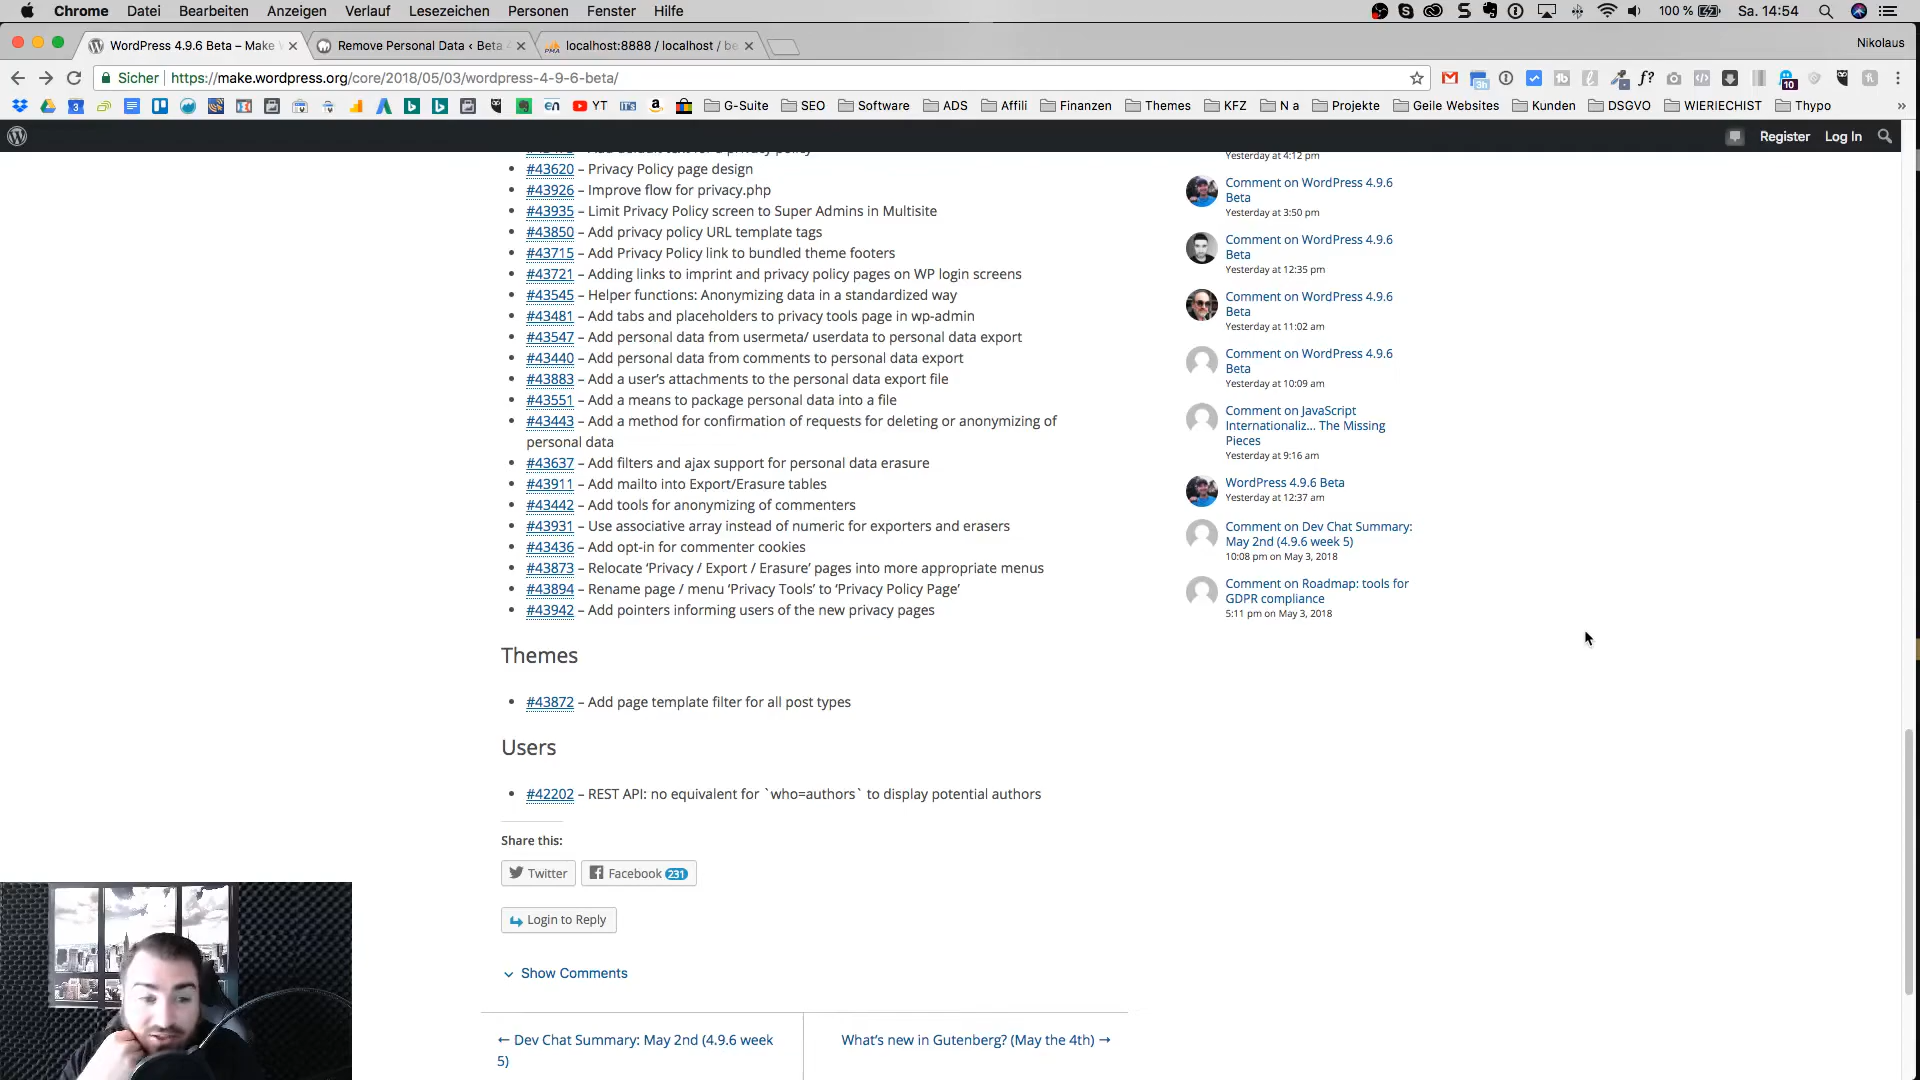 Chrome Datei Bearbeiten Anzeigen Verlauf Lesezeichen Personen Fenster Hilfe 100 % Sa. 14:54
WordPress 4.9.6 Beta – Make Remove Personal Data ‹ Beta 4 localhost:8888 / localhost / be Nikolaus
Sicher https://make.wordpress.org/core/2018/05/03/wordpress-4-9-6-beta/
YT G-Suite SEO Software ADS Affili Finanzen Themes KFZ N a Projekte Geile Websites Kunden DSGVO WIERIECHIST Thypo »
Register Log In
#43620 – Privacy Policy page design
#43926 – Improve flow for privacy.php
#43935 – Limit Privacy Policy screen to Super Admins in Multisite
#43850 – Add privacy policy URL template tags
#43715 – Add Privacy Policy link to bundled theme footers
#43721 – Adding links to imprint and privacy policy pages on WP login screens
#43545 – Helper functions: Anonymizing data in a standardized way
#43481 – Add tabs and placeholders to privacy tools page in wp-admin
#43547 – Add personal data from usermeta/ userdata to personal data export
#43440 – Add personal data from comments to personal data export
#43883 – Add a user’s attachments to the personal data export file
#43551 – Add a means to package personal data into a file
#43443 – Add a method for confirmation of requests for deleting or anonymizing of
personal data
#43637 – Add filters and ajax support for personal data erasure
#43911 – Add mailto into Export/Erasure tables
#43442 – Add tools for anonymizing of commenters
#43931 – Use associative array instead of numeric for exporters and erasers
#43436 – Add opt-in for commenter cookies
#43873 – Relocate ‘Privacy / Export / Erasure’ pages into more appropriate menus
#43894 – Rename page / menu ‘Privacy Tools’ to ‘Privacy Policy Page’
#43942 – Add pointers informing users of the new privacy pages
Themes
#43872 – Add page template filter for all post types
Users
#42202 – REST API: no equivalent for `who=authors` to display potential authors
Share this:
Twitter Facebook 231
Login to Reply
Show Comments
← Dev Chat Summary: May 2nd (4.9.6 week
5)
What’s new in Gutenberg? (May the 4th) →
Yesterday at 4:12 pm
Comment on WordPress 4.9.6
Beta
Yesterday at 3:50 pm
Comment on WordPress 4.9.6
Beta
Yesterday at 12:35 pm
Comment on WordPress 4.9.6
Beta
Yesterday at 11:02 am
Comment on WordPress 4.9.6
Beta
Yesterday at 10:09 am
Comment on JavaScript
Internationaliz... The Missing
Pieces
Yesterday at 9:16 am
WordPress 4.9.6 Beta
Yesterday at 12:37 am
Comment on Dev Chat Summary:
May 2nd (4.9.6 week 5)
10:08 pm on May 3, 2018
Comment on Roadmap: tools for
GDPR compliance
5:11 pm on May 3, 2018